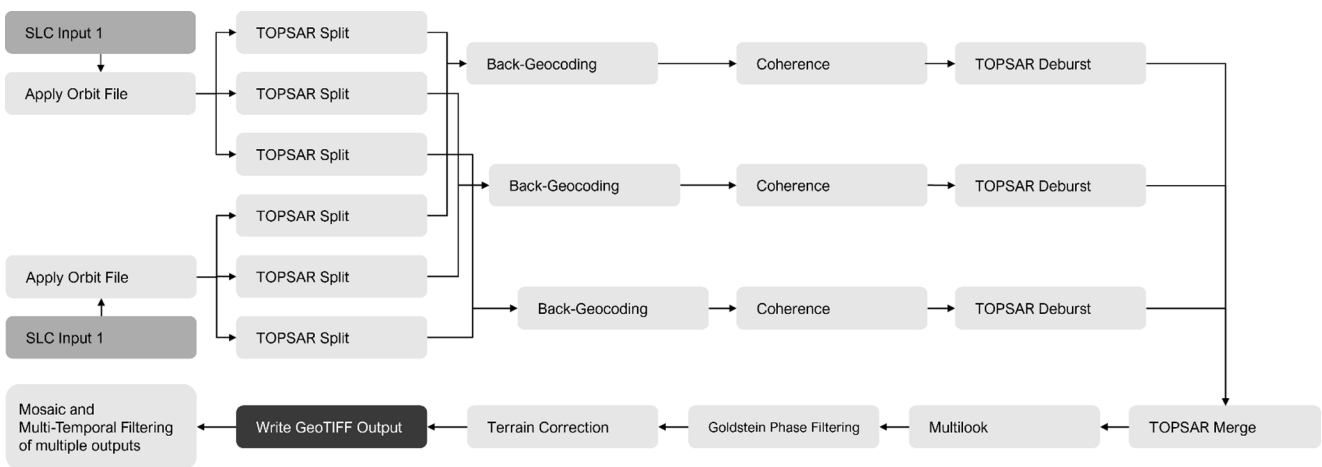 SLC Input 1
Apply Orbit File
TOPSAR Split
TOPSAR Split
TOPSAR Split
TOPSAR Split
TOPSAR Split
TOPSAR Split
Apply Orbit File
SLC Input 1
Back-Geocoding
Coherence
TOPSAR Deburst
Back-Geocoding
Coherence
TOPSAR Deburst
Back-Geocoding
Coherence
TOPSAR Deburst
TOPSAR Merge
Multilook
Goldstein Phase Filtering
Terrain Correction
Write GeoTIFF Output
Mosaic and
Multi-Temporal Filtering
of multiple outputs